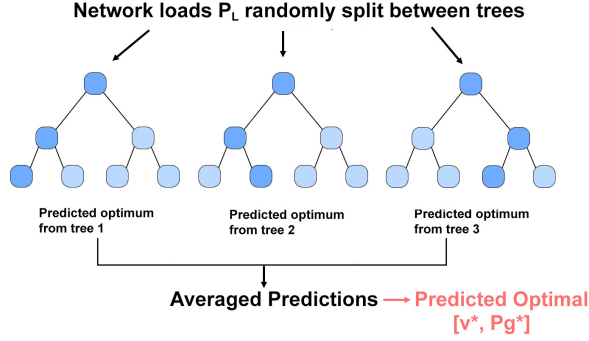 Network loads P_L randomly split between trees
Predicted optimum
from tree 1
Predicted optimum
from tree 2
Predicted optimum
from tree 3
Averaged Predictions
Predicted Optimal
[v*, Pg*]